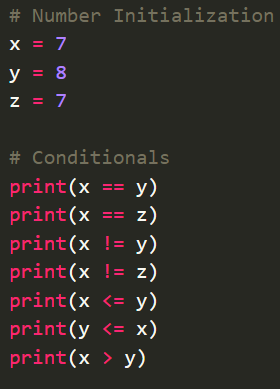 # Number Initialization
x = 7
y = 8
z = 7

# Conditionals
print(x == y)
print(x == z)
print(x != y)
print(x != z)
print(x <= y)
print(y <= x)
print(x > y)